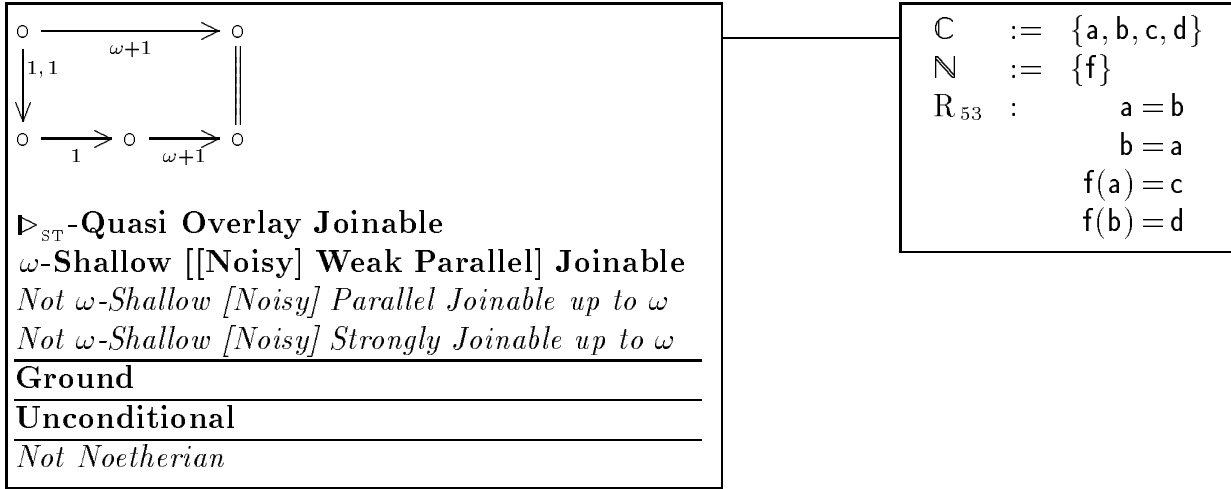 ω+1
1, 1
1 ω+1
▷ST-Quasi Overlay Joinable
ω-Shallow [[Noisy] Weak Parallel] Joinable
Not ω-Shallow [Noisy] Parallel Joinable up to ω
Not ω-Shallow [Noisy] Strongly Joinable up to ω
Ground
Unconditional
Not Noetherian
ℂ := {a, b, c, d}
ℕ := {f}
R 53 : a = b
b = a
f(a) = c
f(b) = d